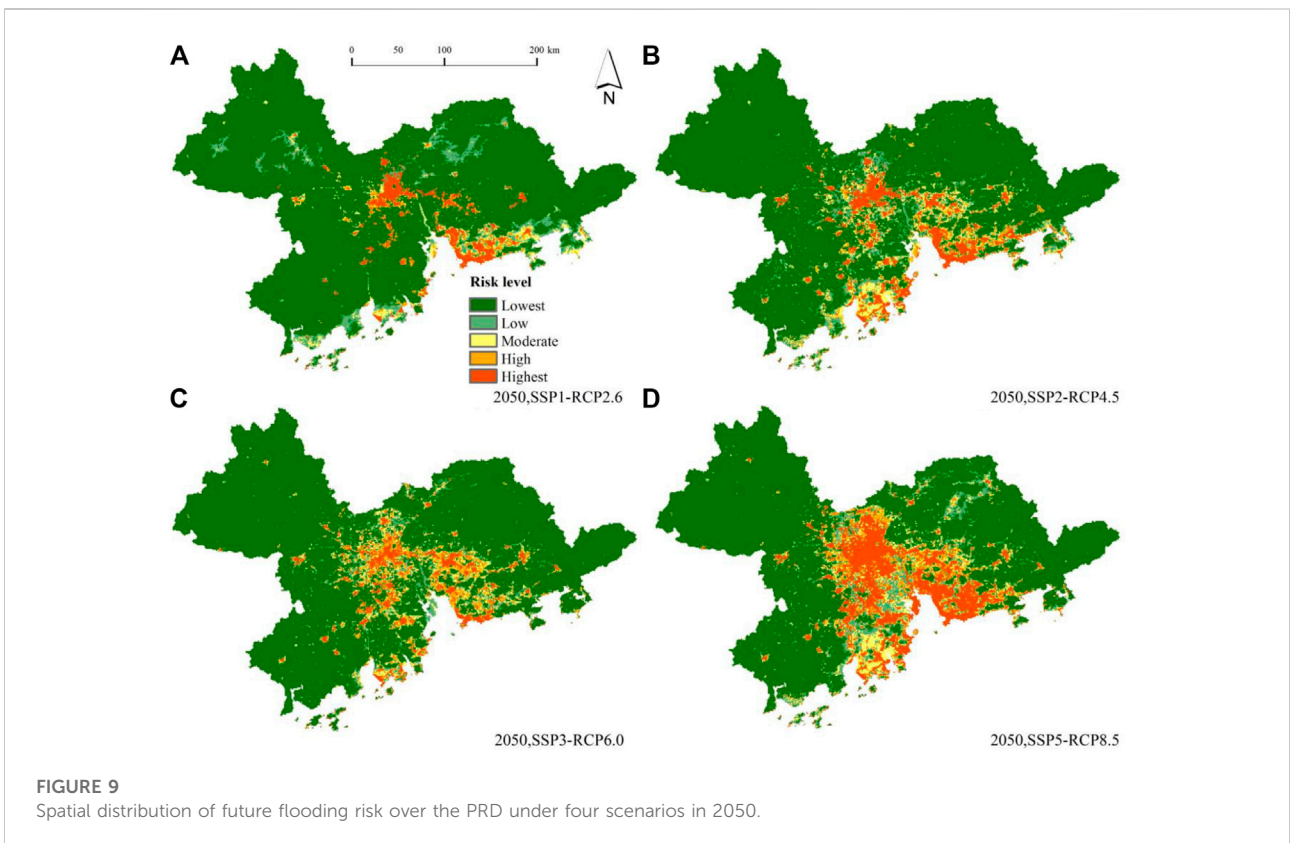 A
0 50 100 200 km
N
B
Risk level
Lowest
Low
Moderate
High
Highest
2050,SSP1-RCP2.6
2050,SSP2-RCP4.5
C
D
2050,SSP3-RCP6.0
2050,SSP5-RCP8.5
FIGURE 9
Spatial distribution of future flooding risk over the PRD under four scenarios in 2050.